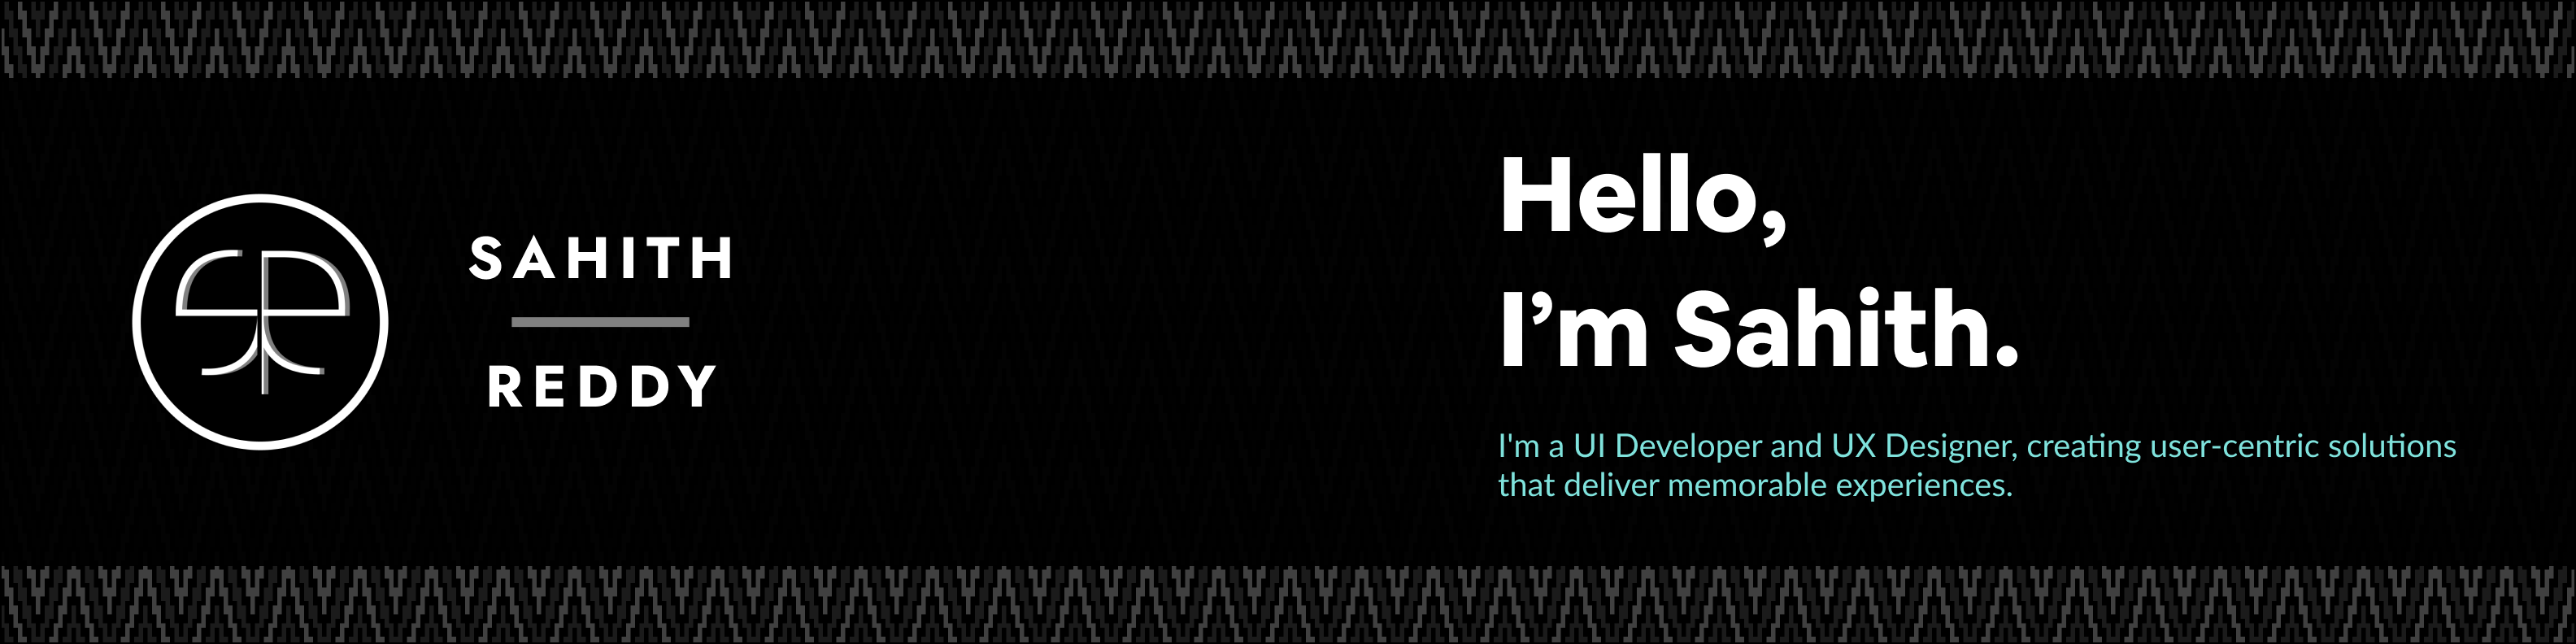 SAHITH
REDDY
Hello,
I’m Sahith.
I'm a UI Developer and UX Designer, creating user-centric solutions
that deliver memorable experiences.